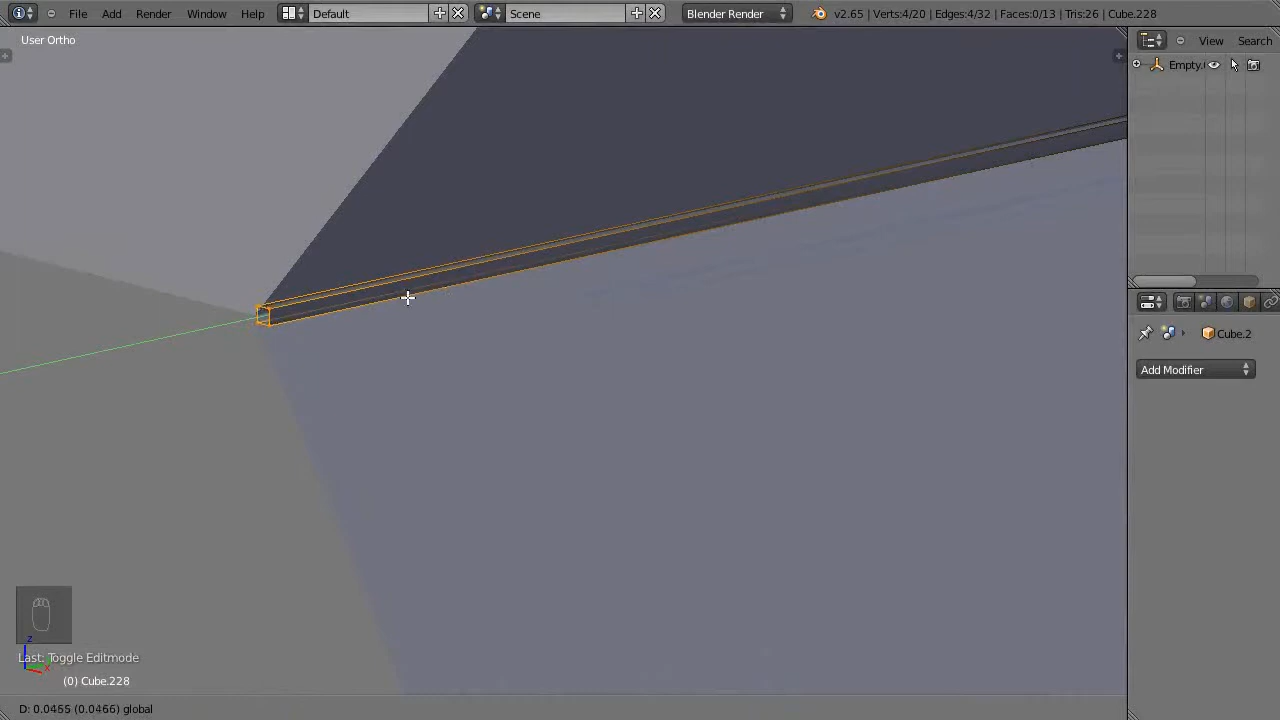 File Add Render Window Help Default Scene Blender Render v2.65 | Verts:4/20 | Edges:4/32 | Faces:0/13 | Tris:26 | Cube.228
User Ortho
View Search
Empty.
Cube.2
Add Modifier
z
x
Last: Toggle Editmode
(0) Cube.228
D: 0.0455 (0.0466) global